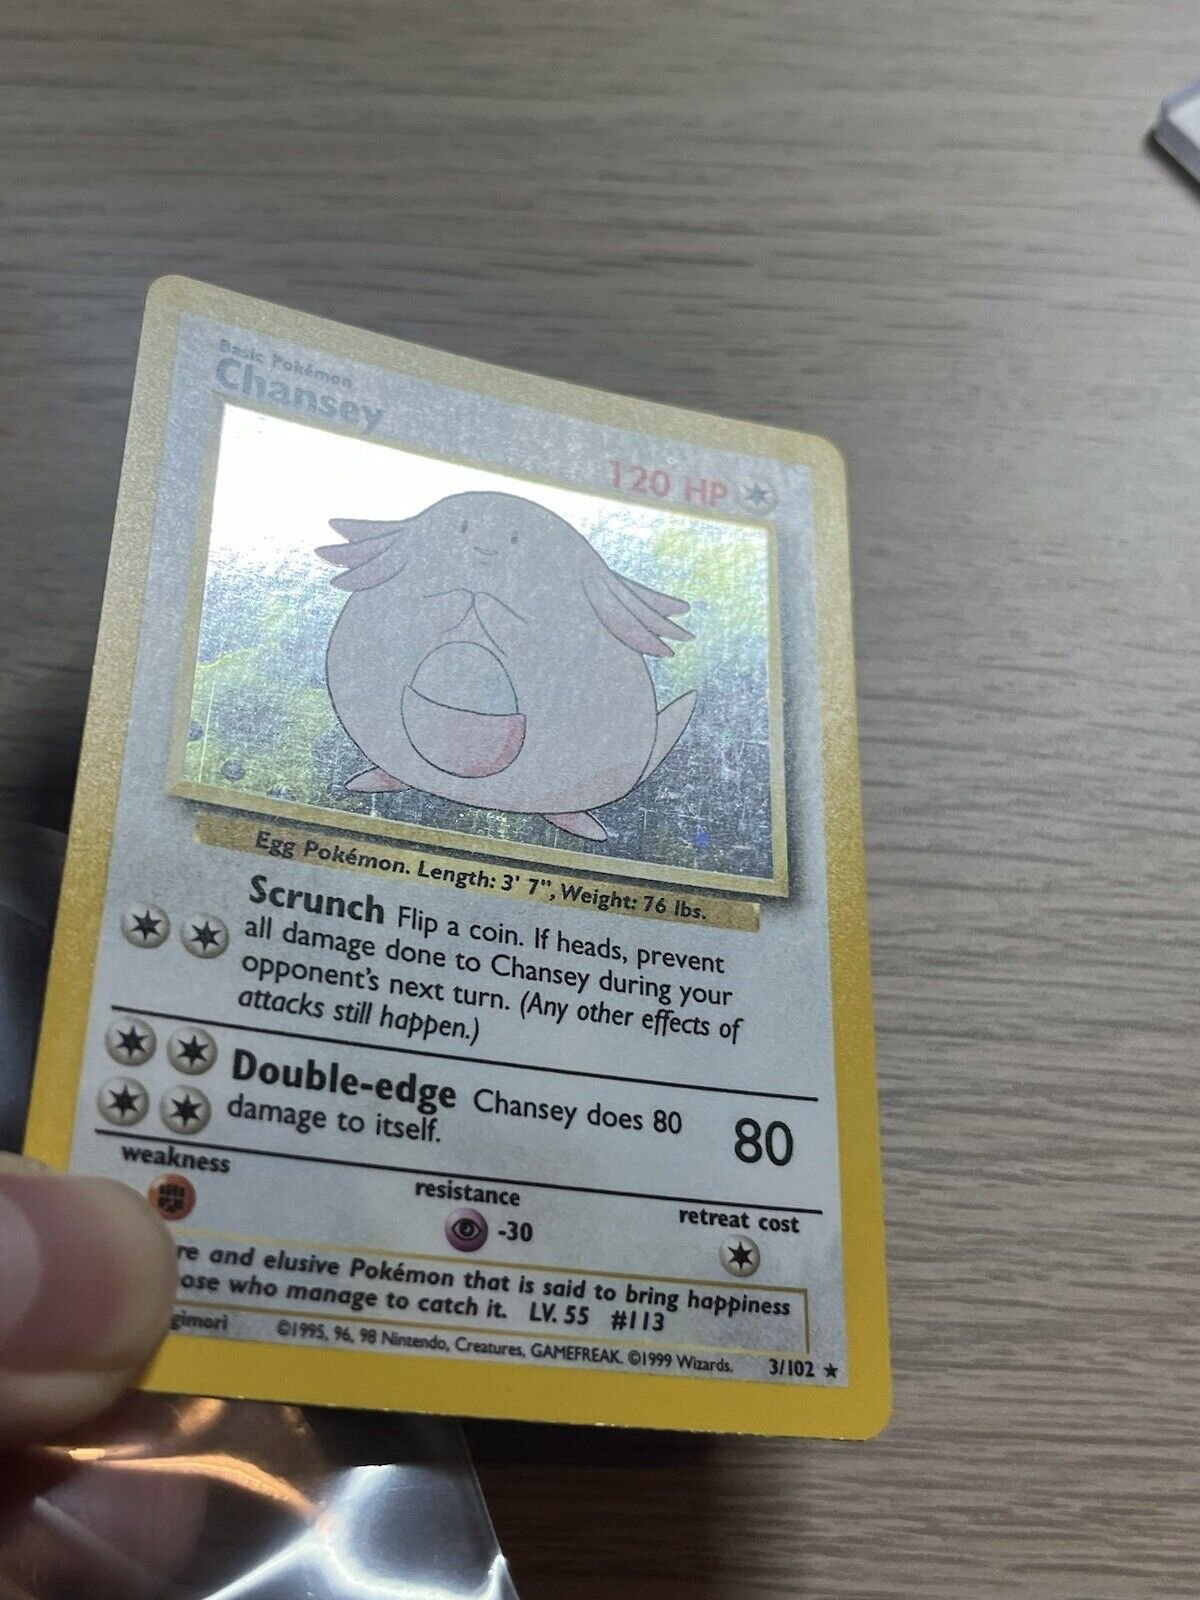 Basic Pokémon
Chansey
120 HP
Egg Pokémon. Length: 3' 7", Weight: 76 lbs.
Scrunch Flip a coin. If heads, prevent
all damage done to Chansey during your
opponent's next turn. (Any other effects of
attacks still happen.)
Double-edge Chansey does 80
damage to itself.
80
weakness
resistance
-30
retreat cost
re and elusive Pokémon that is said to bring happiness
ose who manage to catch it. LV. 55 #113
gimori ©1995, 96, 98 Nintendo, Creatures, GAMEFREAK. ©1999 Wizards. 3/102 ★